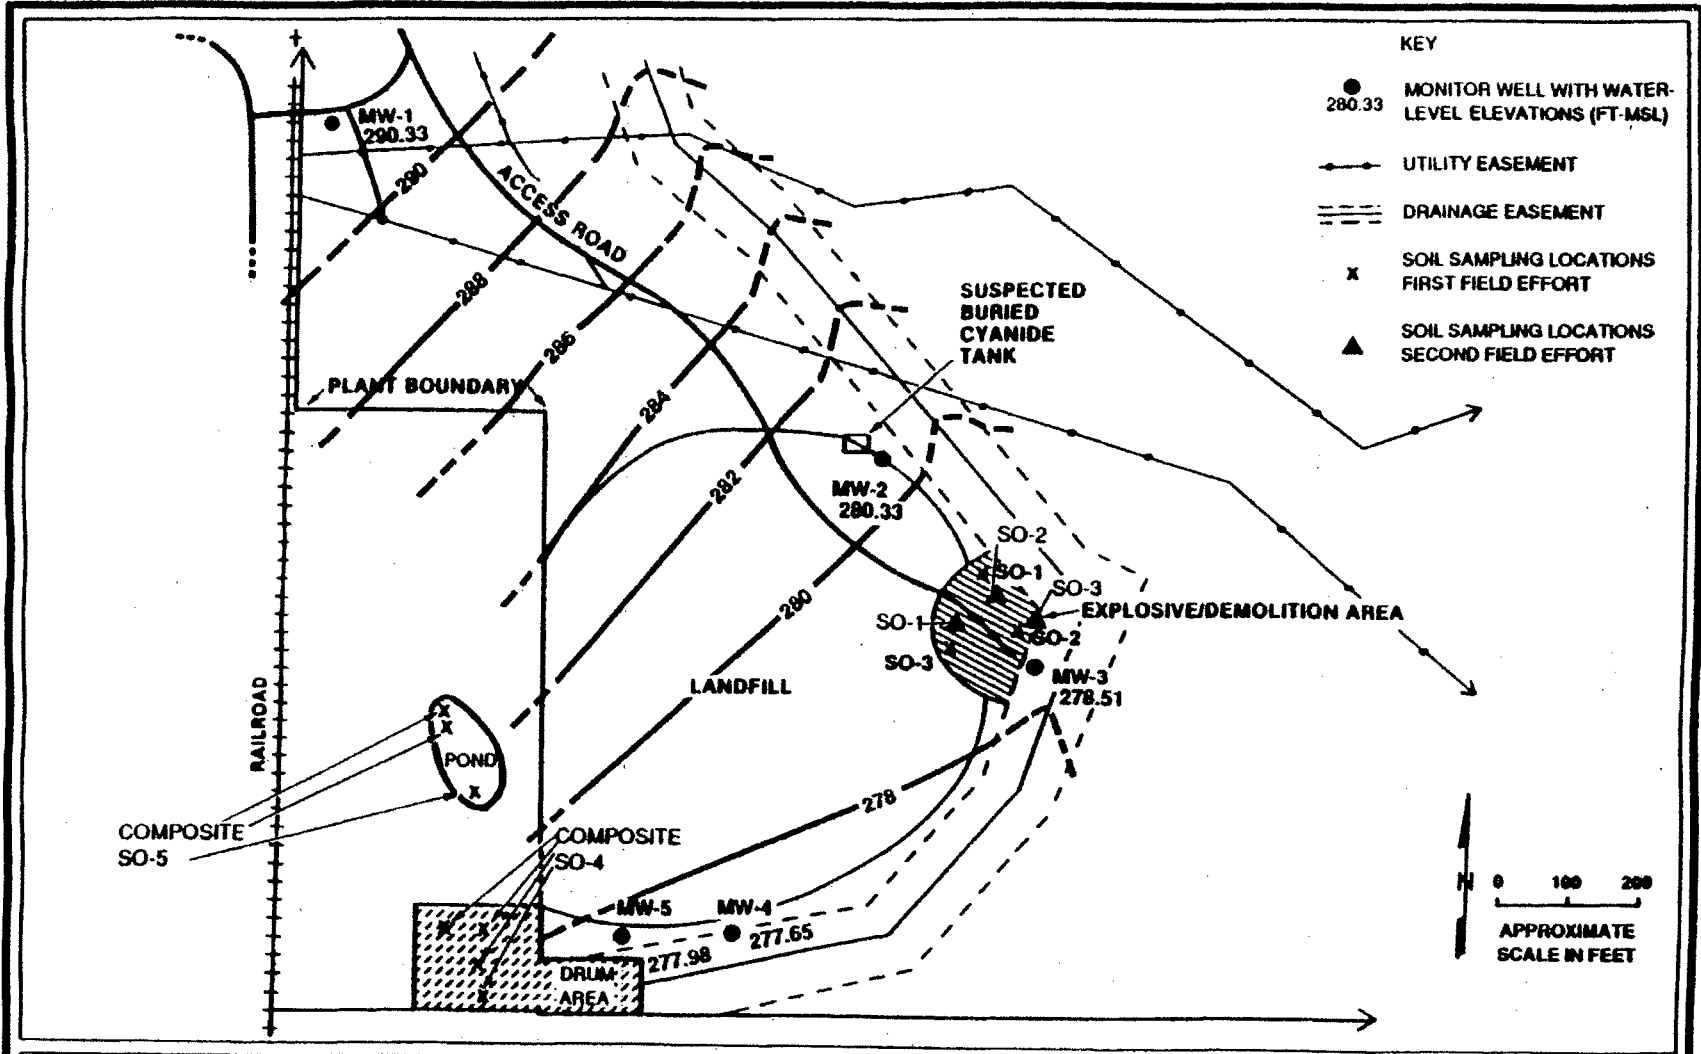 KEY
280.33
MONITOR WELL WITH WATER-
LEVEL ELEVATIONS (FT-MSL)
UTILITY EASEMENT
DRAINAGE EASEMENT
x
SOIL SAMPLING LOCATIONS
FIRST FIELD EFFORT
SOIL SAMPLING LOCATIONS
SECOND FIELD EFFORT
MW-1
290.33
ACCESS ROAD
290
288
286
284
282
280
278
SUSPECTED
BURIED
CYANIDE
TANK
PLANT BOUNDARY
MW-2
280.33
SO-2
SO-1
SO-3
EXPLOSIVE/DEMOLITION AREA
SO-1
SO-2
SO-3
MW-3
278.51
LANDFILL
RAILROAD
POND
COMPOSITE
SO-5
COMPOSITE
SO-4
MW-5
MW-4
277.65
277.98
DRUM
AREA
N
0 100 200
APPROXIMATE
SCALE IN FEET